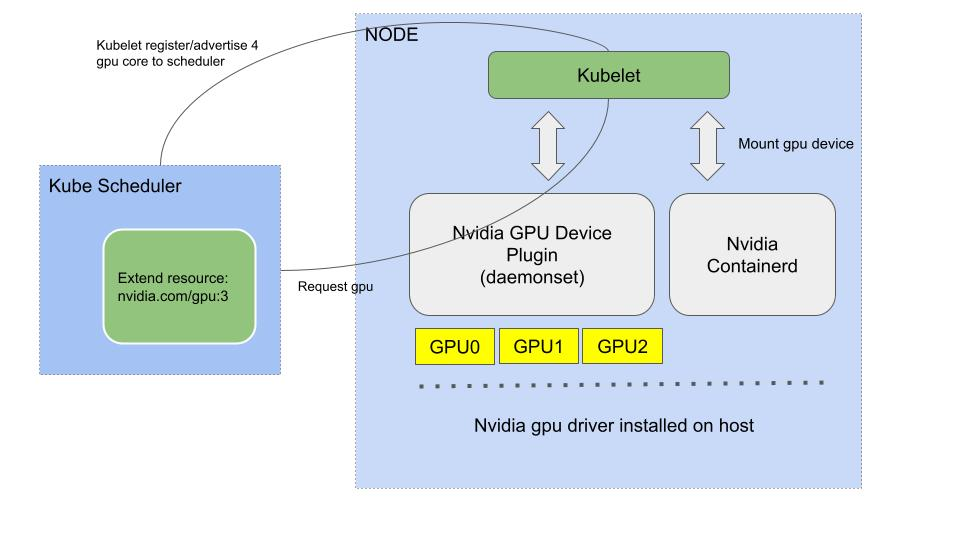 NODE
Kubelet register/advertise 4
gpu core to scheduler
Kubelet
Mount gpu device
Kube Scheduler
Extend resource:
nvidia.com/gpu:3
Nvidia GPU Device
Plugin
(daemonset)
Nvidia
Containerd
Request gpu
GPU0
GPU1
GPU2
Nvidia gpu driver installed on host